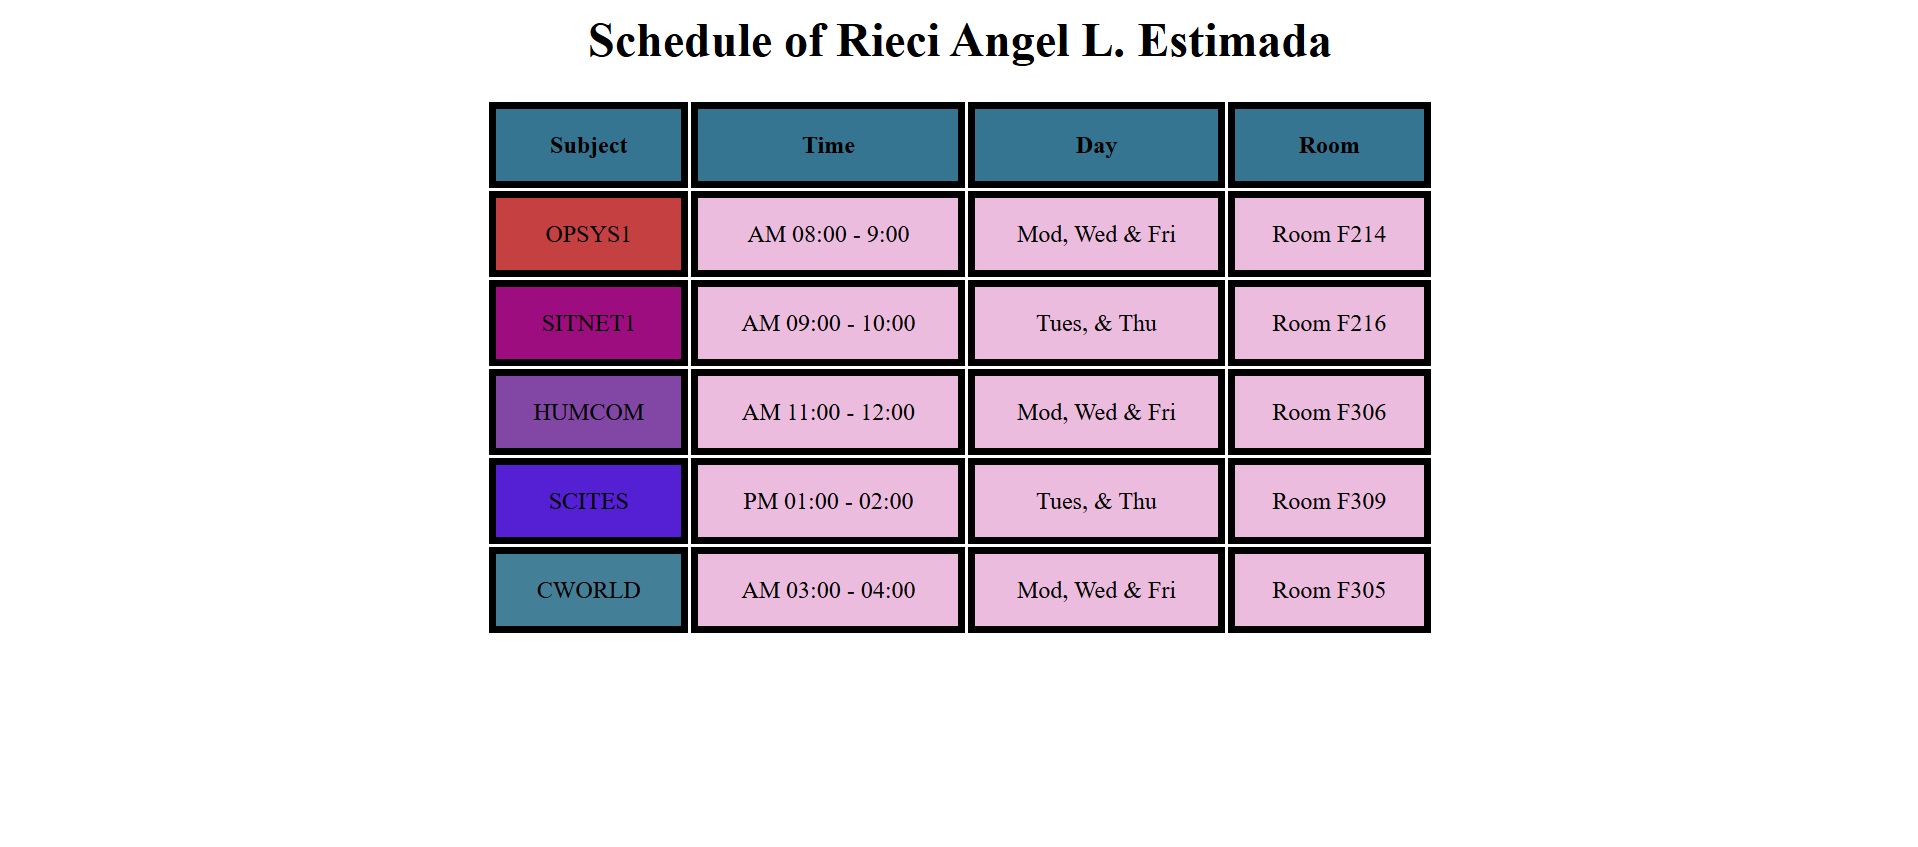 Schedule of Rieci Angel L. Estimada
Subject Time Day Room
OPSYS1 AM 08:00 - 9:00 Mod, Wed & Fri Room F214
SITNET1 AM 09:00 - 10:00 Tues, & Thu Room F216
HUMCOM AM 11:00 - 12:00 Mod, Wed & Fri Room F306
SCITES PM 01:00 - 02:00 Tues, & Thu Room F309
CWORLD AM 03:00 - 04:00 Mod, Wed & Fri Room F305